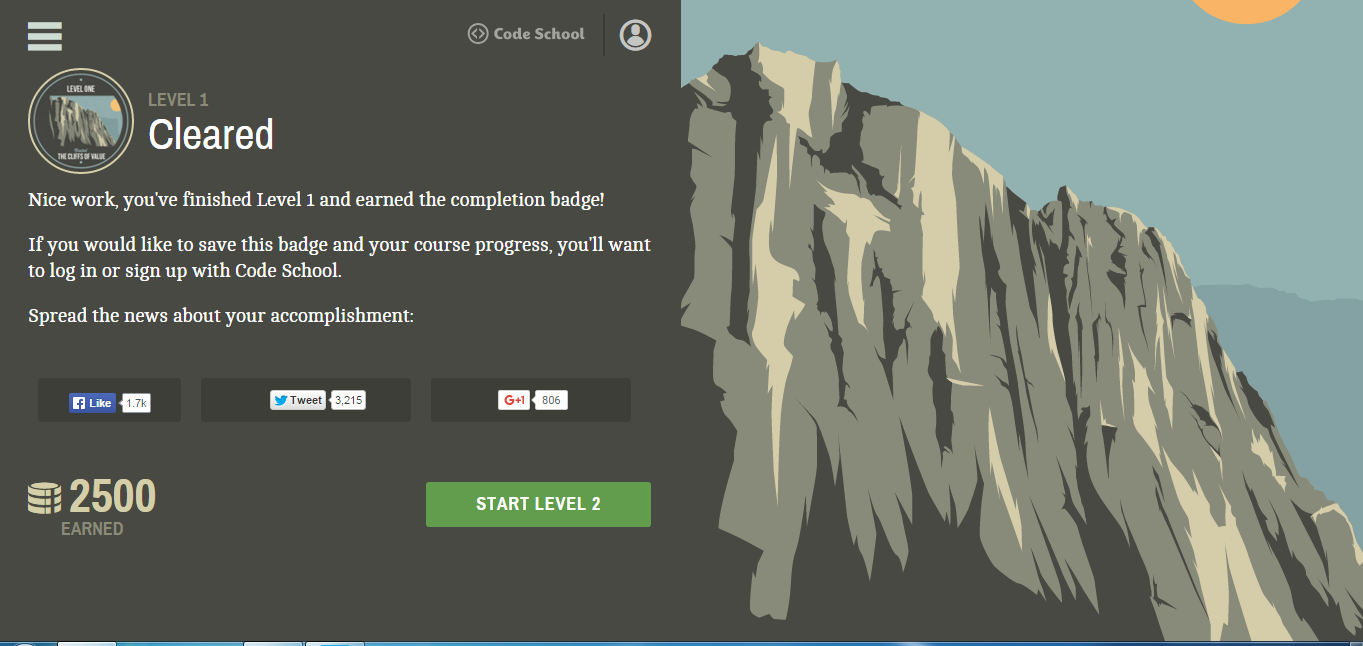 Code School
LEVEL ONE
THE CLIFFS OF VALUE
LEVEL 1
Cleared
Nice work, you've finished Level 1 and earned the completion badge!
If you would like to save this badge and your course progress, you'll want
to log in or sign up with Code School.
Spread the news about your accomplishment:
Like 1.7k
Tweet 3,215
G+1 806
2500
EARNED
START LEVEL 2